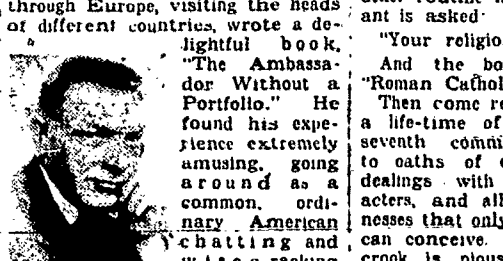 through Europe, visiting the heads
of different countries, wrote a de-
lightful book,
"The Ambassa-
dor Without a
Portfolio." He
found his expe-
rience extremely
amusing, going
around as a
common, ordi-
nary American
chatting and
ant is asked
"Your religio
And the bo
"Roman Cathol
Then come re
a life-time of
seventh commi
to oaths of
dealings with
acters, and all
nesses that only
can conceive.
crook is